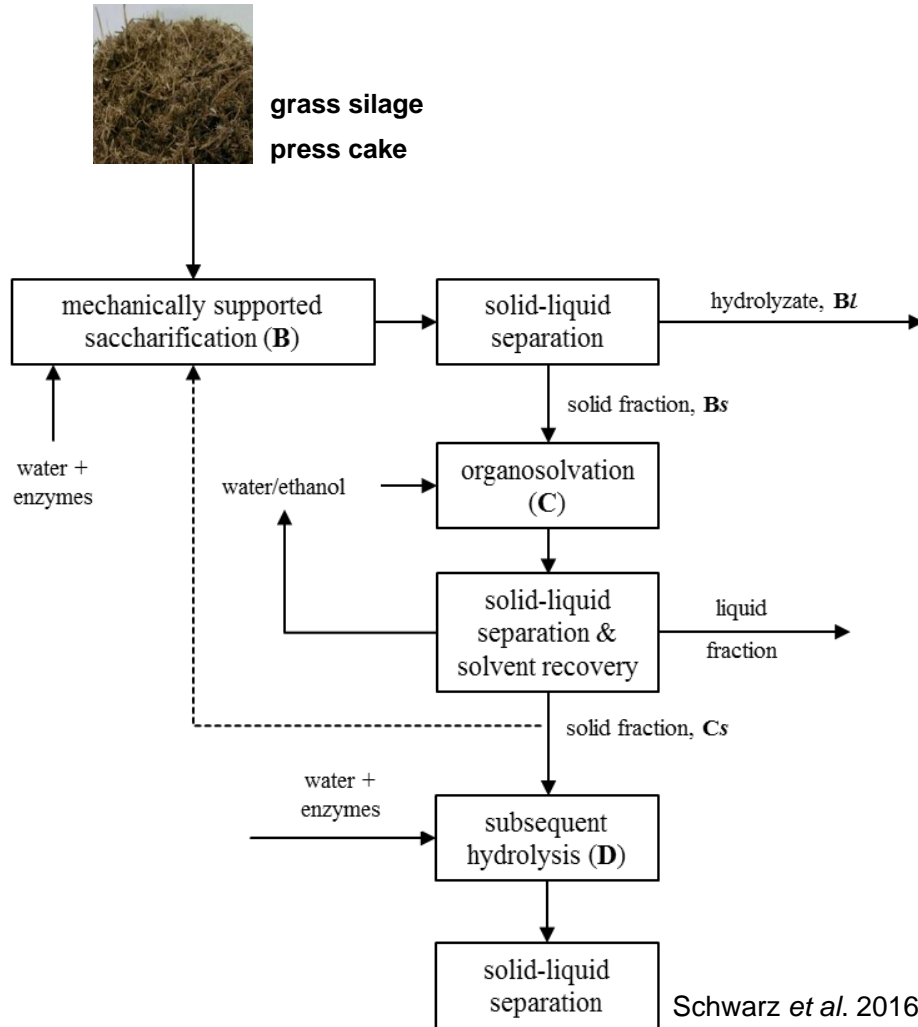 grass silage
press cake
mechanically supported
saccharification (B)
solid-liquid
separation
hydrolyzate, Bl
solid fraction, Bs
water +
enzymes
water/ethanol
organosolvation
(C)
solid-liquid
separation &
solvent recovery
liquid
fraction
solid fraction, Cs
water +
enzymes
subsequent
hydrolysis (D)
solid-liquid
separation
Schwarz et al. 2016